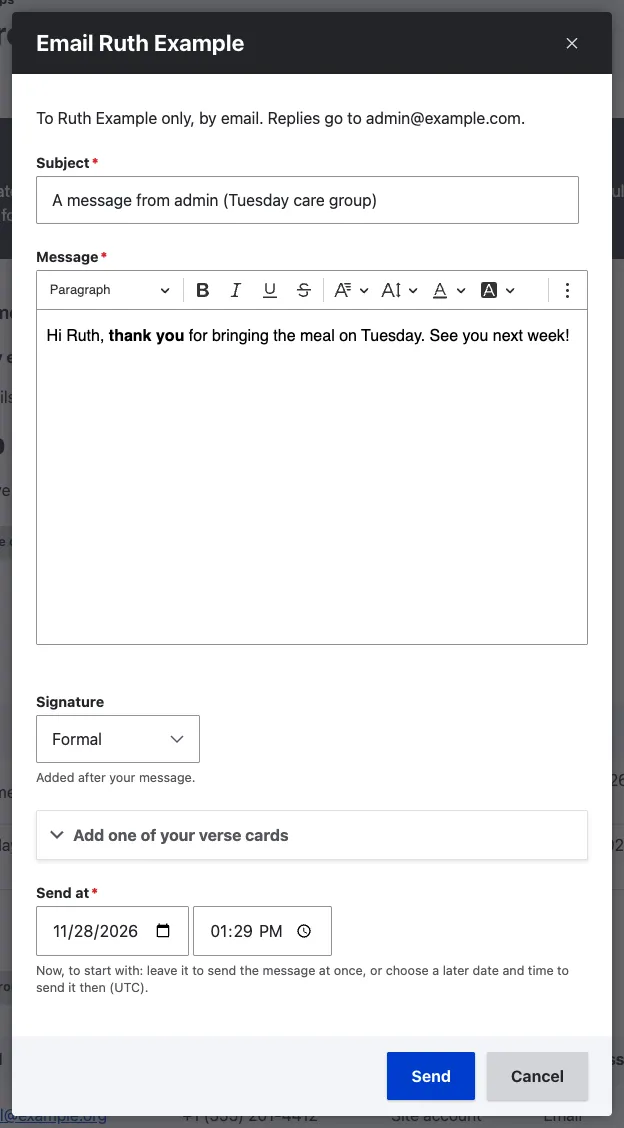 Email Ruth Example
To Ruth Example only, by email. Replies go to admin@example.com.
Subject*
A message from admin (Tuesday care group)
Message*
Paragraph B I U S A A A A
Hi Ruth, thank you for bringing the meal on Tuesday. See you next week!
Signature
Formal
Added after your message.
Add one of your verse cards
Send at*
11/28/2026 01:29 PM
Now, to start with: leave it to send the message at once, or choose a later date and time to
send it then (UTC).
Send Cancel